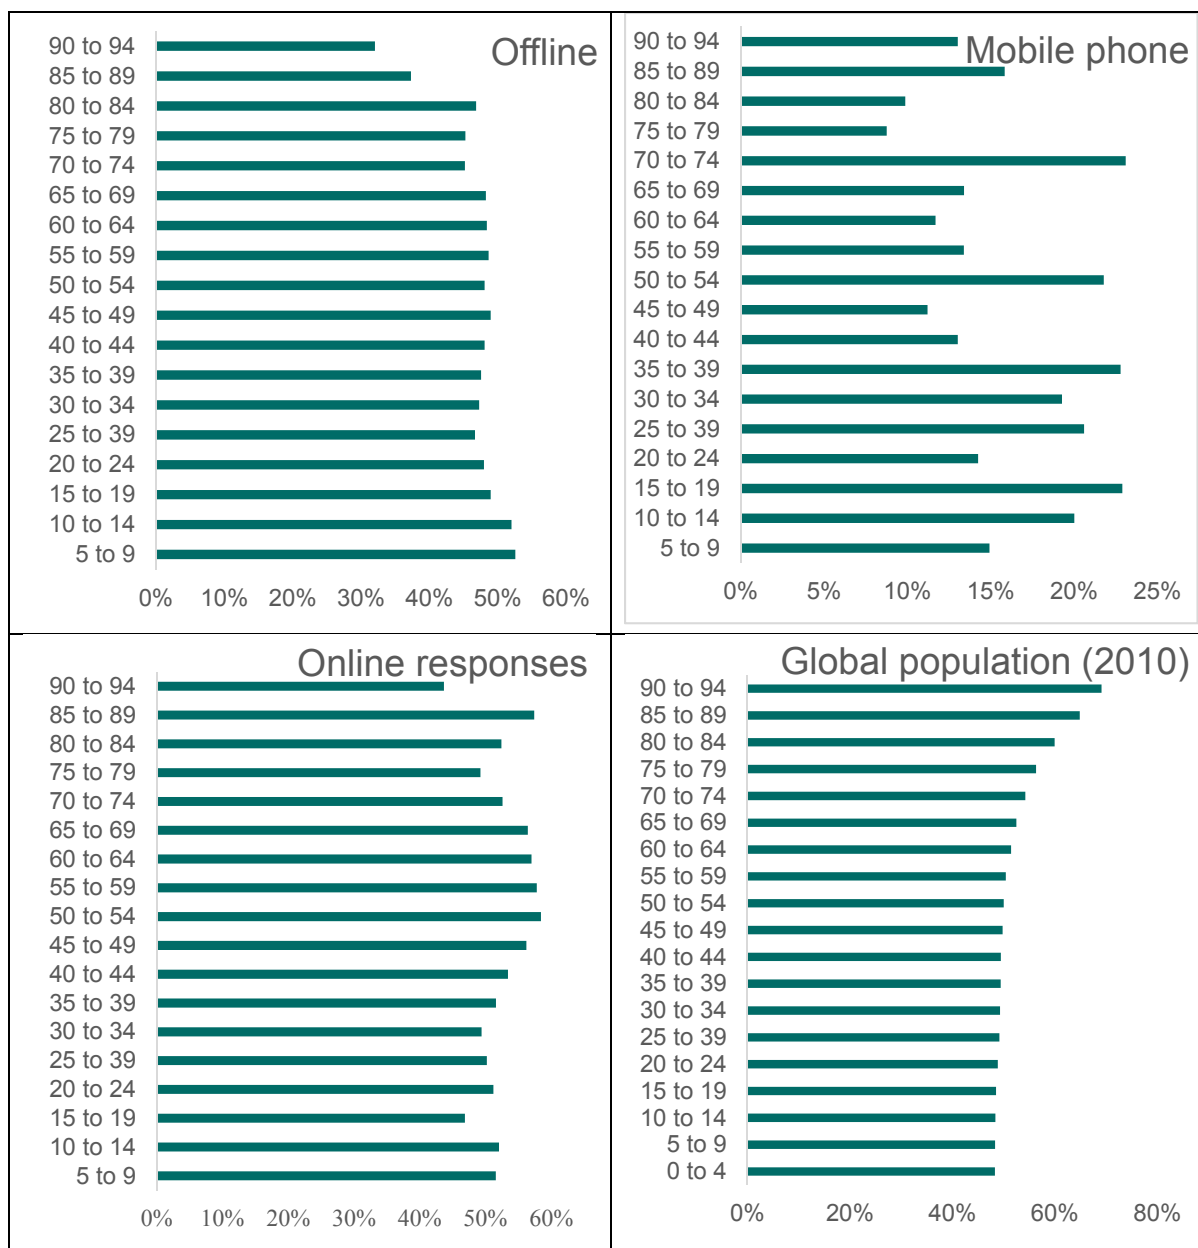 Offline
90 to 94
85 to 89
80 to 84
75 to 79
70 to 74
65 to 69
60 to 64
55 to 59
50 to 54
45 to 49
40 to 44
35 to 39
30 to 34
25 to 39
20 to 24
15 to 19
10 to 14
5 to 9
0% 10% 20% 30% 40% 50% 60%
Mobile phone
90 to 94
85 to 89
80 to 84
75 to 79
70 to 74
65 to 69
60 to 64
55 to 59
50 to 54
45 to 49
40 to 44
35 to 39
30 to 34
25 to 39
20 to 24
15 to 19
10 to 14
5 to 9
0% 5% 10% 15% 20% 25%
Online responses
90 to 94
85 to 89
80 to 84
75 to 79
70 to 74
65 to 69
60 to 64
55 to 59
50 to 54
45 to 49
40 to 44
35 to 39
30 to 34
25 to 39
20 to 24
15 to 19
10 to 14
5 to 9
0% 10% 20% 30% 40% 50% 60%
Global population (2010)
90 to 94
85 to 89
80 to 84
75 to 79
70 to 74
65 to 69
60 to 64
55 to 59
50 to 54
45 to 49
40 to 44
35 to 39
30 to 34
25 to 39
20 to 24
15 to 19
10 to 14
5 to 9
0 to 4
0% 20% 40% 60% 80%